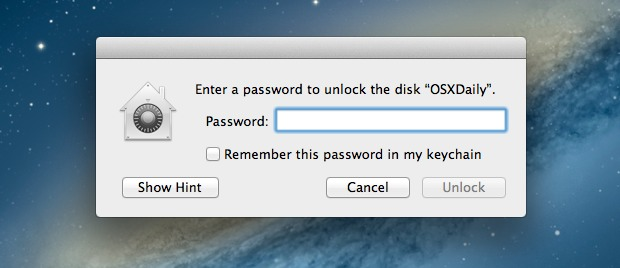 Enter a password to unlock the disk “OSXDaily”.
Password:
Remember this password in my keychain
Show Hint
Cancel
Unlock